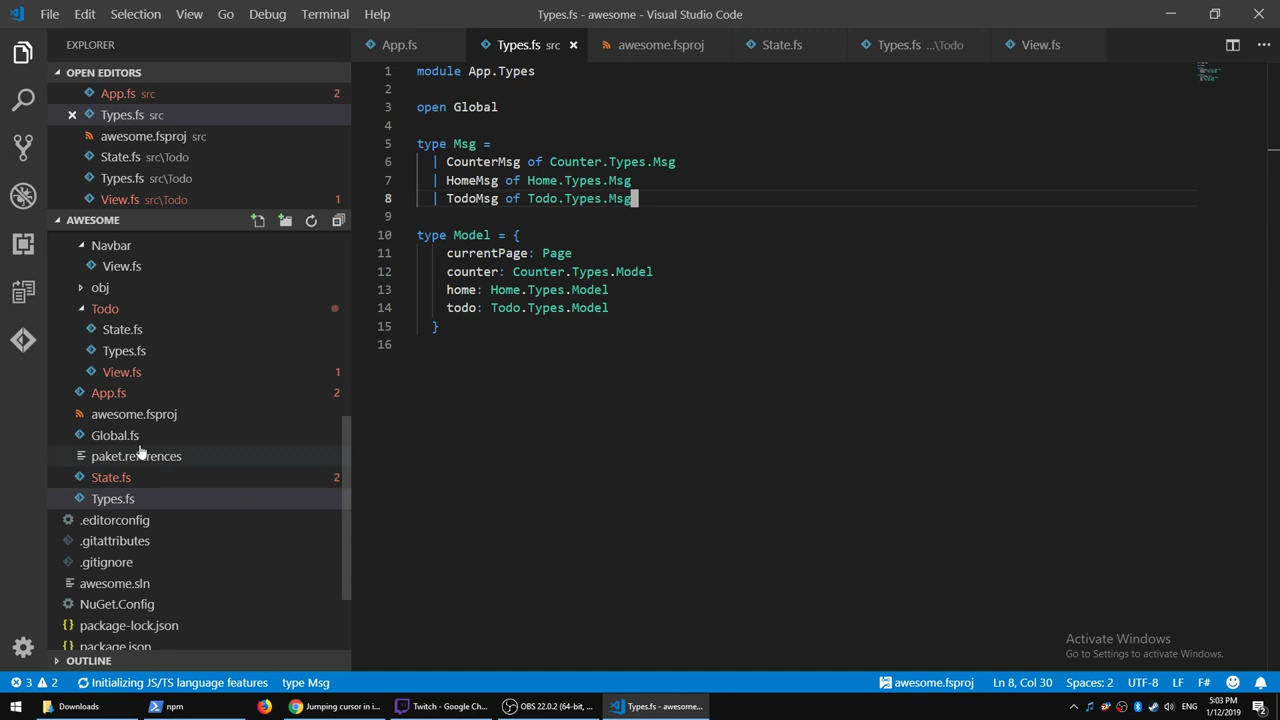 File Edit Selection View Go Debug Terminal Help Types.fs - awesome - Visual Studio Code
EXPLORER
App.fs Types.fs src awesome.fsproj State.fs Types.fs ...\Todo View.fs
OPEN EDITORS
App.fs src 2
Types.fs src
awesome.fsproj src
State.fs src\Todo
Types.fs src\Todo
View.fs src\Todo 1
AWESOME
Navbar
View.fs
obj
Todo
State.fs
Types.fs
View.fs 1
App.fs 2
awesome.fsproj
Global.fs
paket.references
State.fs 2
Types.fs
.editorconfig
.gitattributes
.gitignore
awesome.sln
NuGet.Config
package-lock.json
package.json
OUTLINE
1 module App.Types
2
3 open Global
4
5 type Msg =
6 | CounterMsg of Counter.Types.Msg
7 | HomeMsg of Home.Types.Msg
8 | TodoMsg of Todo.Types.Msg
9
10 type Model = {
11 currentPage: Page
12 counter: Counter.Types.Model
13 home: Home.Types.Model
14 todo: Todo.Types.Model
15 }
16
Activate Windows
Go to Settings to activate Windows.
3 2 Initializing JS/TS language features type Msg awesome.fsproj Ln 8, Col 30 Spaces: 2 UTF-8 LF F#
Downloads npm Jumping cursor in i... Twitch - Google Ch... OBS 22.0.2 (64-bit, ... Types.fs - awesome...
5:03 PM
1/12/2019
2